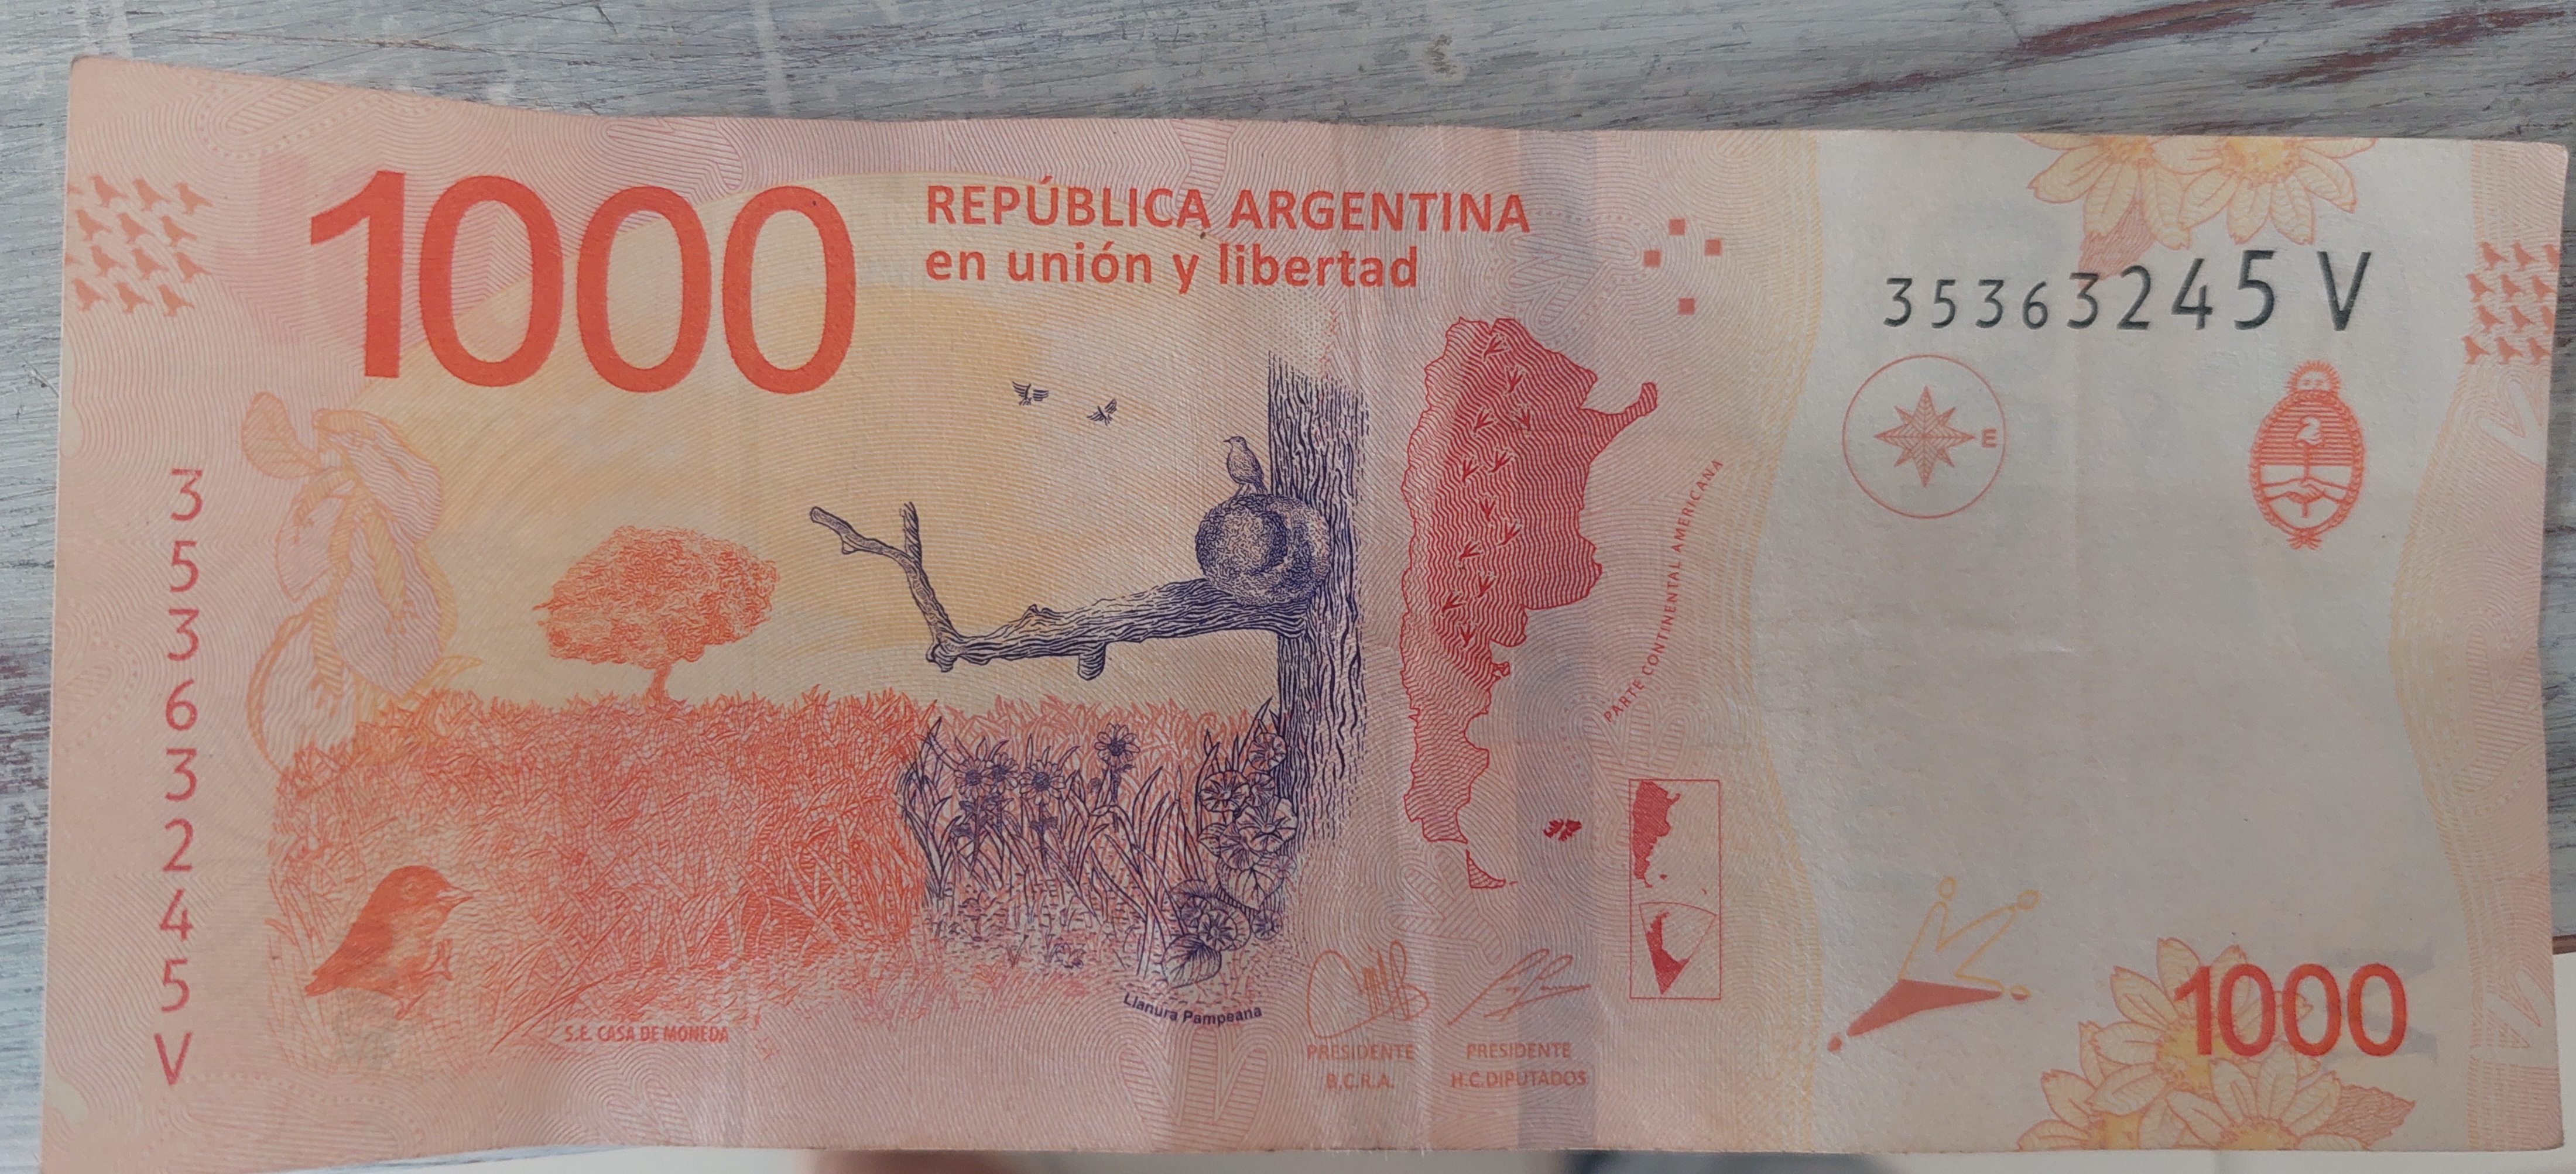 1000
REPÚBLICA ARGENTINA
en unión y libertad
35363245 V
E
2
35363245V
PARTE CONTINENTAL AMERICANA
Llanura Pampeana
S.E. CASA DE MONEDA
PRESIDENTE
B.C.R.A.
PRESIDENTE
H.C.DIPUTADOS
1000